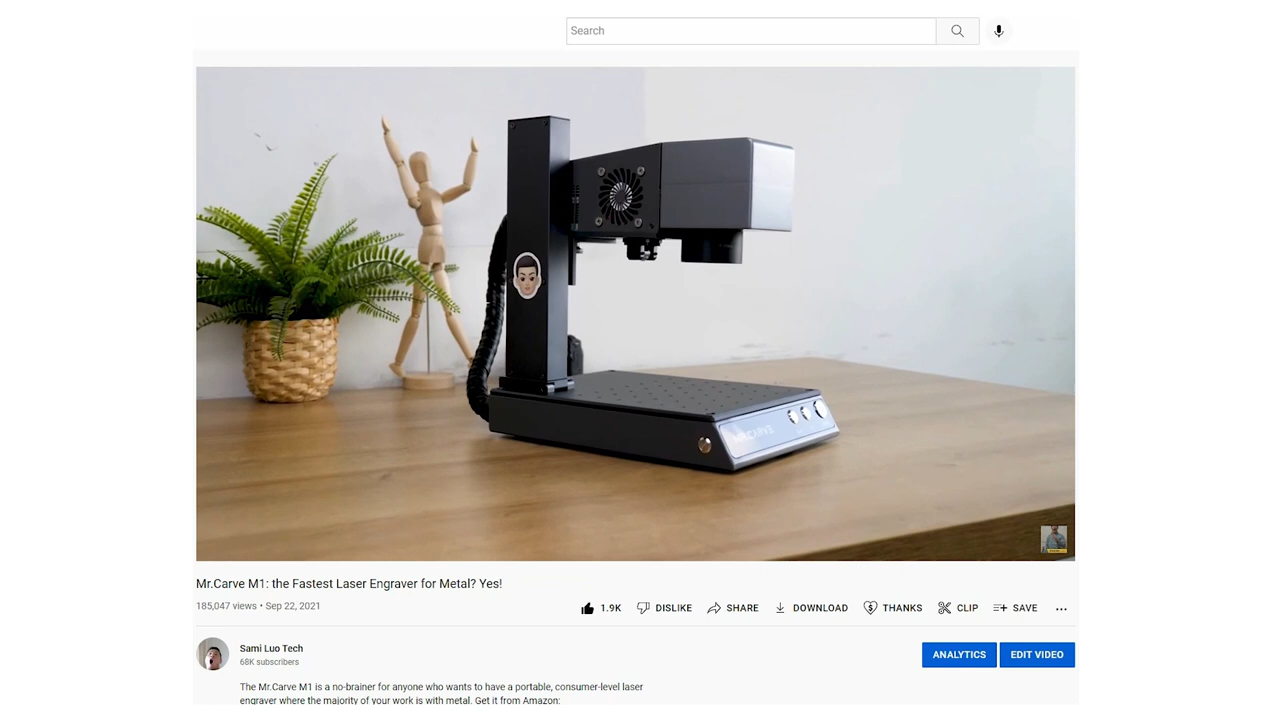 Search
MR.CARVE
Mr.Carve M1: the Fastest Laser Engraver for Metal? Yes!
185,047 views • Sep 22, 2021
1.9K DISLIKE SHARE DOWNLOAD THANKS CLIP SAVE ...
Sami Luo Tech
68K subscribers
ANALYTICS EDIT VIDEO
The Mr.Carve M1 is a no-brainer for anyone who wants to have a portable, consumer-level laser
engraver where the majority of your work is with metal. Get it from Amazon: